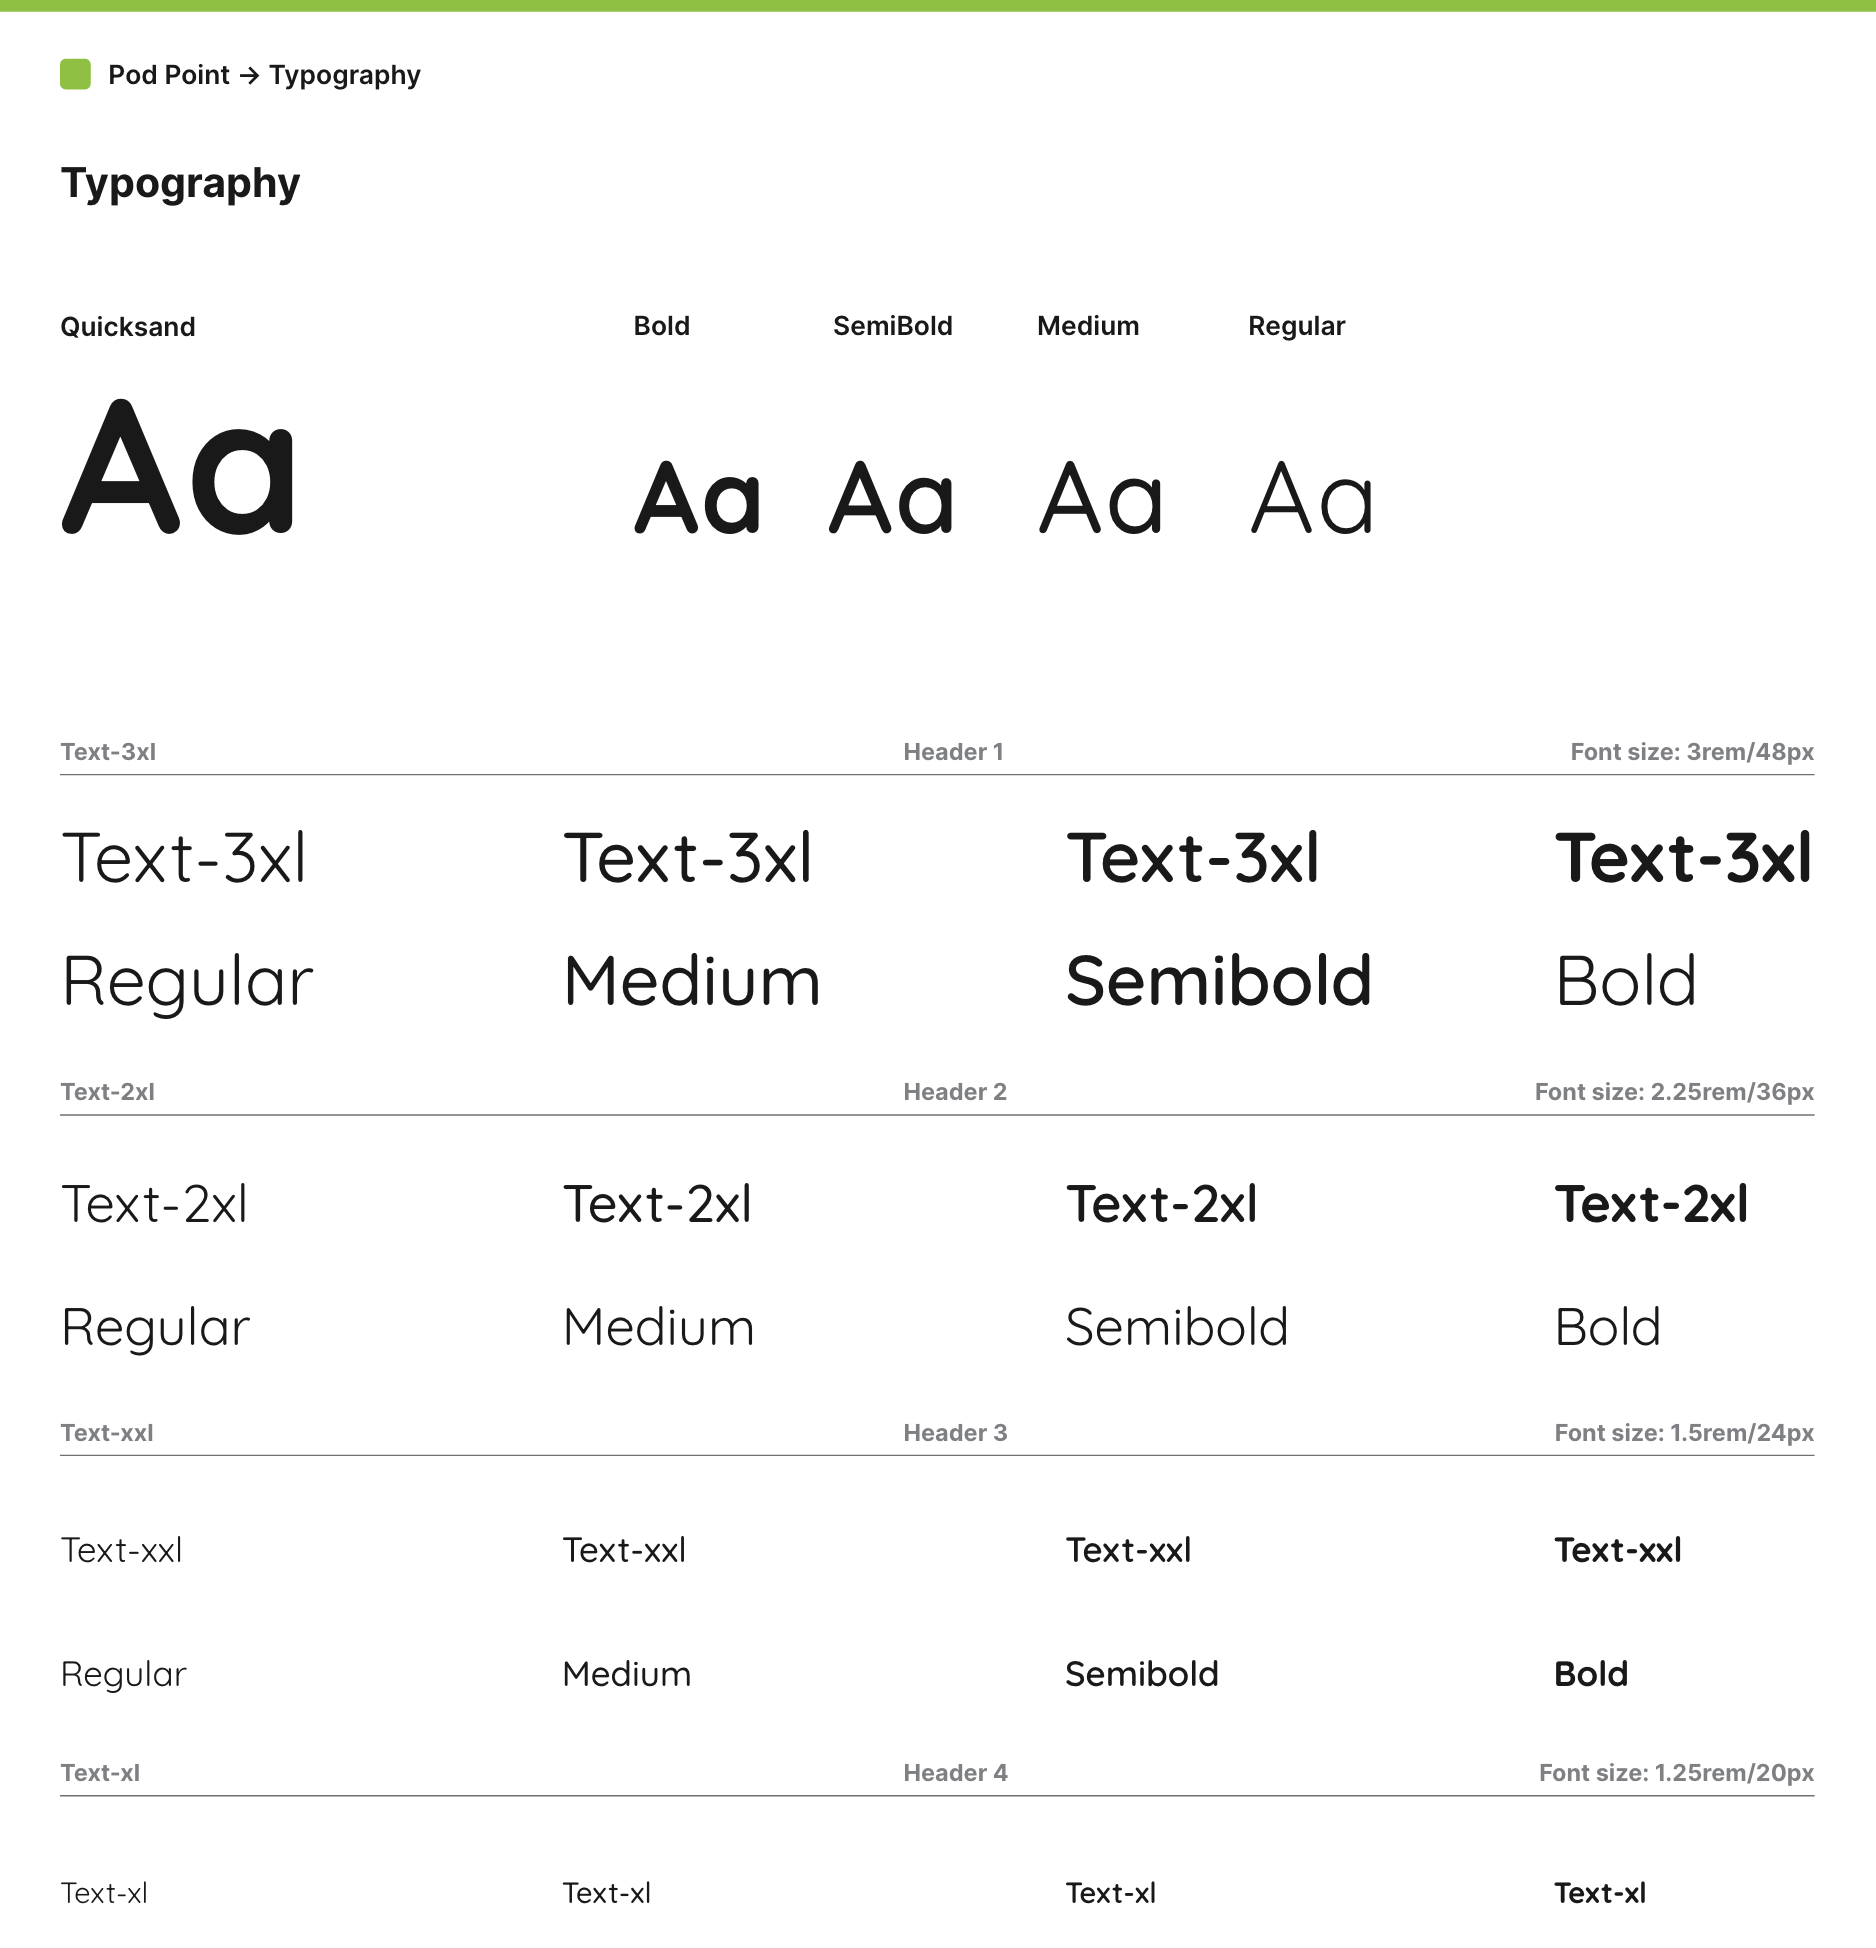 Pod Point → Typography
Typography
Quicksand Bold SemiBold Medium Regular
Aa Aa Aa Aa Aa
Text-3xl Header 1 Font size: 3rem/48px
Text-3xl Text-3xl Text-3xl Text-3xl
Regular Medium Semibold Bold
Text-2xl Header 2 Font size: 2.25rem/36px
Text-2xl Text-2xl Text-2xl Text-2xl
Regular Medium Semibold Bold
Text-xxl Header 3 Font size: 1.5rem/24px
Text-xxl Text-xxl Text-xxl Text-xxl
Regular Medium Semibold Bold
Text-xl Header 4 Font size: 1.25rem/20px
Text-xl Text-xl Text-xl Text-xl